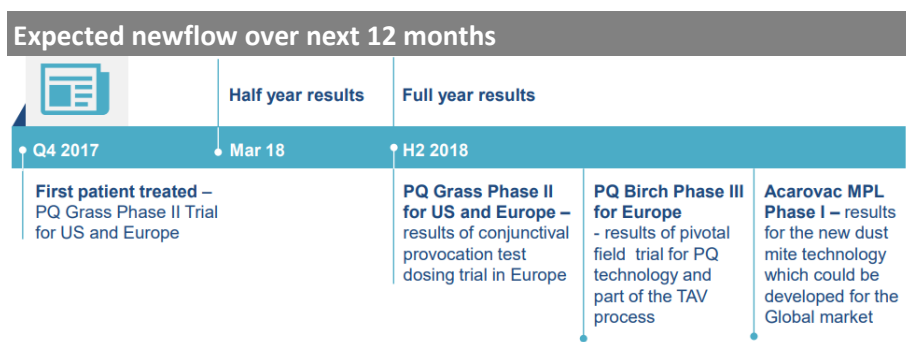 Expected newflow over next 12 months
Half year results
Full year results
Q4 2017
Mar 18
H2 2018
First patient treated –
PQ Grass Phase II Trial
for US and Europe
PQ Grass Phase II
for US and Europe –
results of conjunctival
provocation test
dosing trial in Europe
PQ Birch Phase III
for Europe
- results of pivotal
field trial for PQ
technology and
part of the TAV
process
Acarovac MPL
Phase I – results
for the new dust
mite technology
which could be
developed for the
Global market